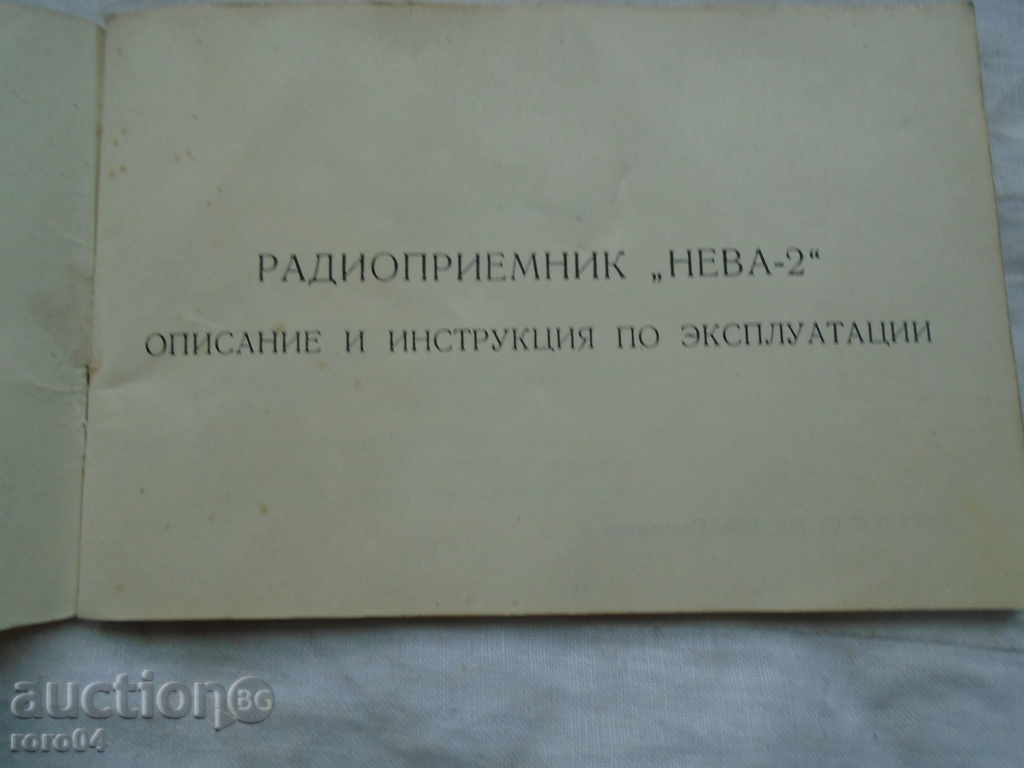 РАДИОПРИЕМНИК „НЕВА-2“
ОПИСАНИЕ И ИНСТРУКЦИЯ ПО ЭКСПЛУАТАЦИИ
auction BG
roro04